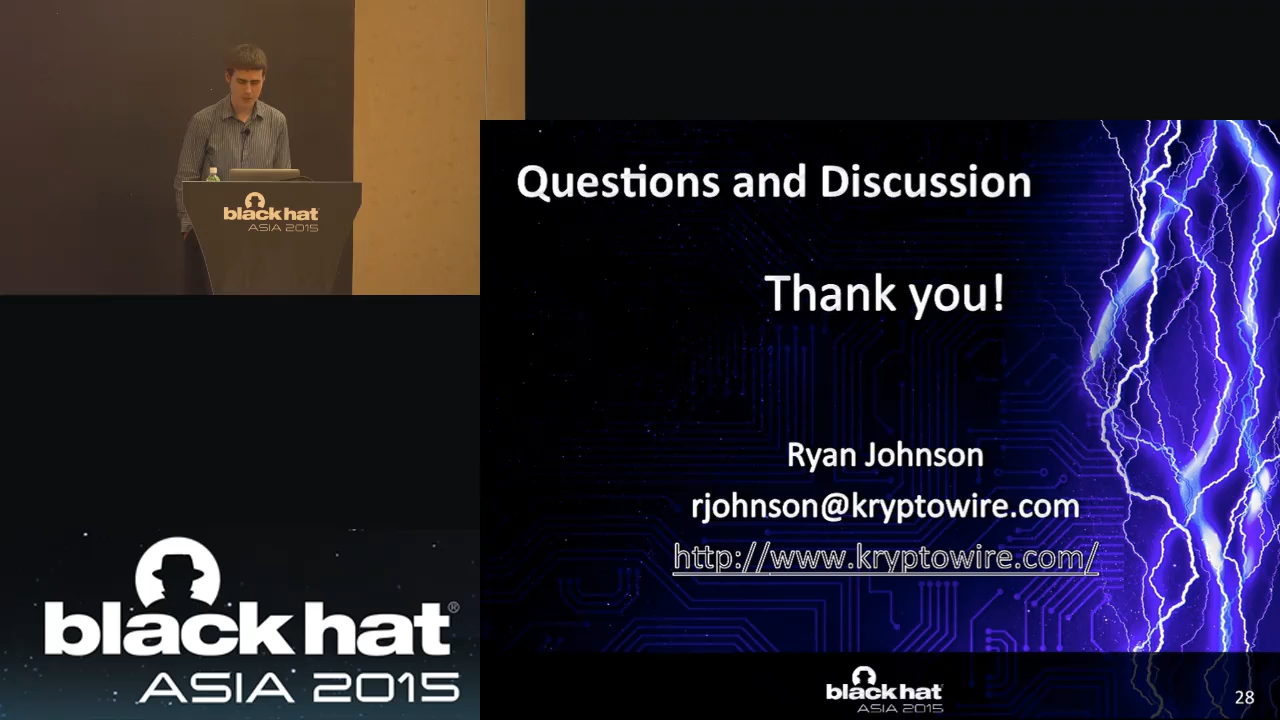 black hat
ASIA 2015
Questions and Discussion
Thank you!
Ryan Johnson
rjohnson@kryptowire.com
http://www.kryptowire.com/
black hat®
ASIA 2015
black hat
ASIA 2015
28